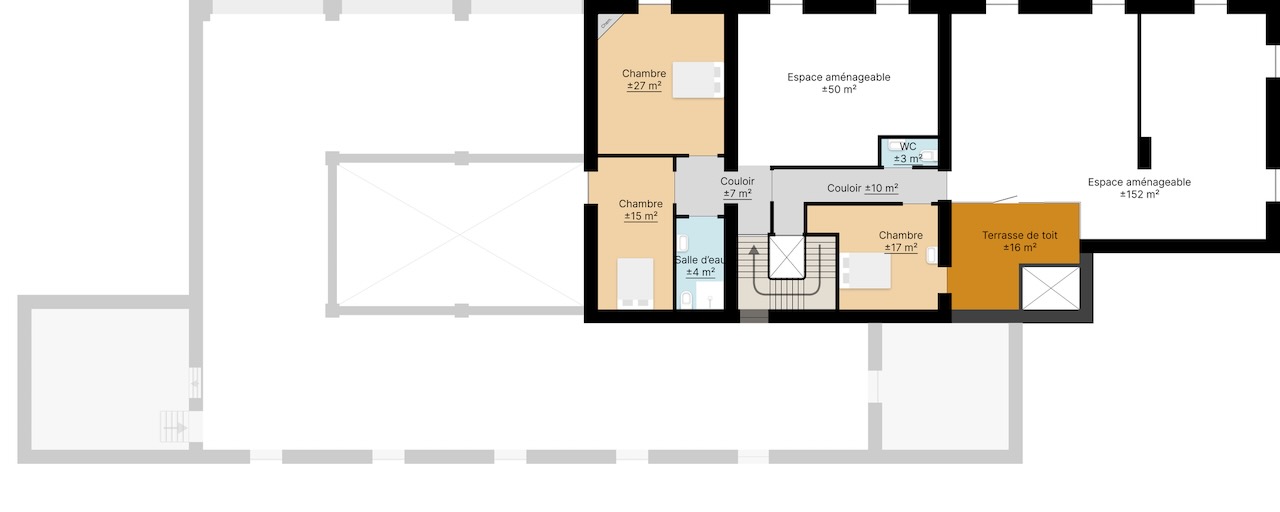 Chem.
Chambre
±27 m²
Espace aménageable
±50 m²
WC
±3 m²
Couloir
±7 m²
Couloir ±10 m²
Espace aménageable
±152 m²
Chambre
±15 m²
Chambre
±17 m²
Terrasse de toit
±16 m²
Salle d'eau
±4 m²